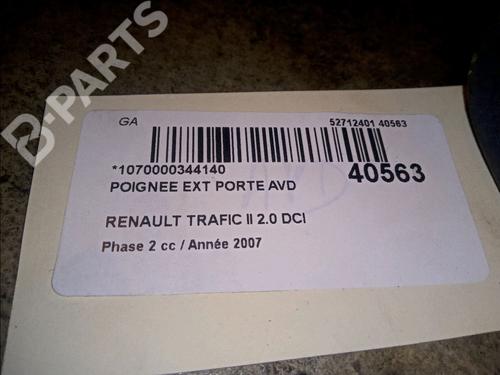 B-PARTS
GA
52712401 40563
*1070000344140
40563
POIGNEE EXT PORTE AVD
AVD
RENAULT TRAFIC II 2.0 DCI
Phase 2 cc / Année 2007